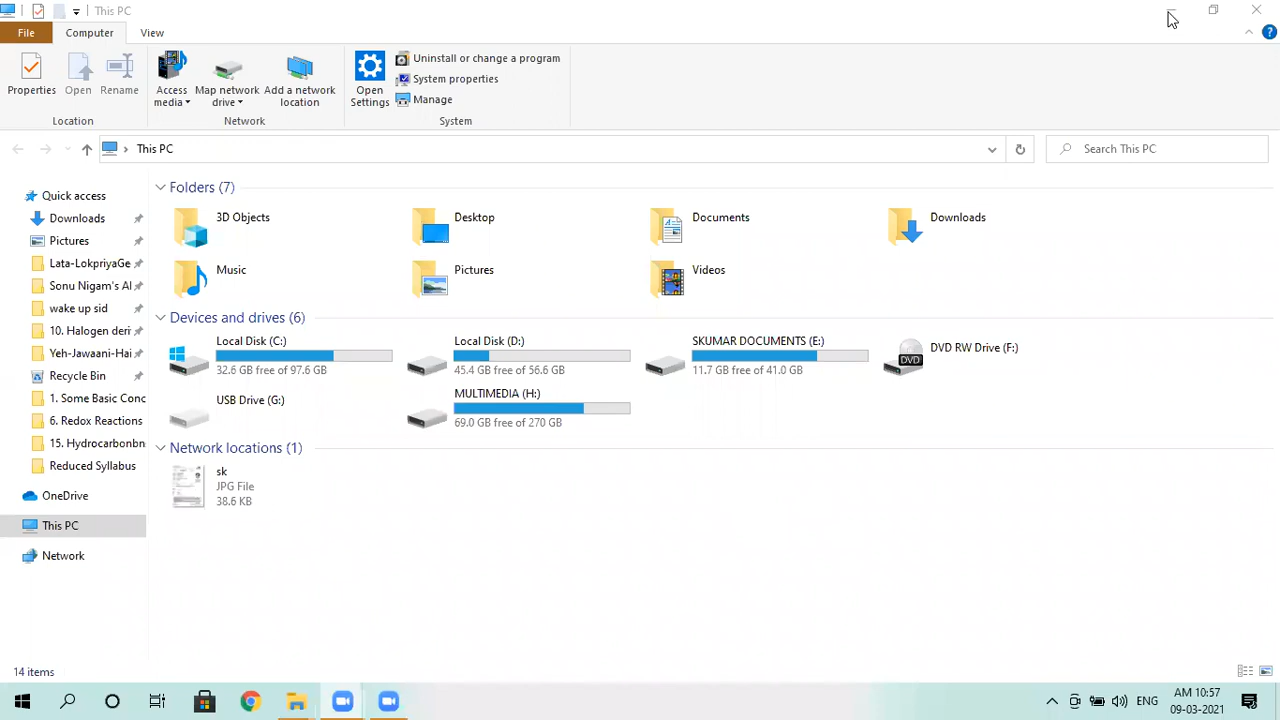 This PC
File Computer View
Properties Open Rename Access media Map network drive Add a network location Open Settings Uninstall or change a program
System properties
Manage
Location Network System
This PC
Search This PC
Quick access
Downloads
Pictures
Lata-LokpriyaGe
Sonu Nigam's Al
wake up sid
10. Halogen deri
Yeh-Jawaani-Hai
Recycle Bin
1. Some Basic Conc
6. Redox Reactions
15. Hydrocarbonbn
Reduced Syllabus
OneDrive
This PC
Network
Folders (7)
3D Objects
Desktop
Documents
Downloads
Music
Pictures
Videos
Devices and drives (6)
Local Disk (C:)
32.6 GB free of 97.6 GB
Local Disk (D:)
45.4 GB free of 56.6 GB
SKUMAR DOCUMENTS (E:)
11.7 GB free of 41.0 GB
DVD RW Drive (F:)
DVD
USB Drive (G:)
MULTIMEDIA (H:)
69.0 GB free of 270 GB
Network locations (1)
sk
JPG File
38.6 KB
14 items
ENG
AM 10:57
09-03-2021